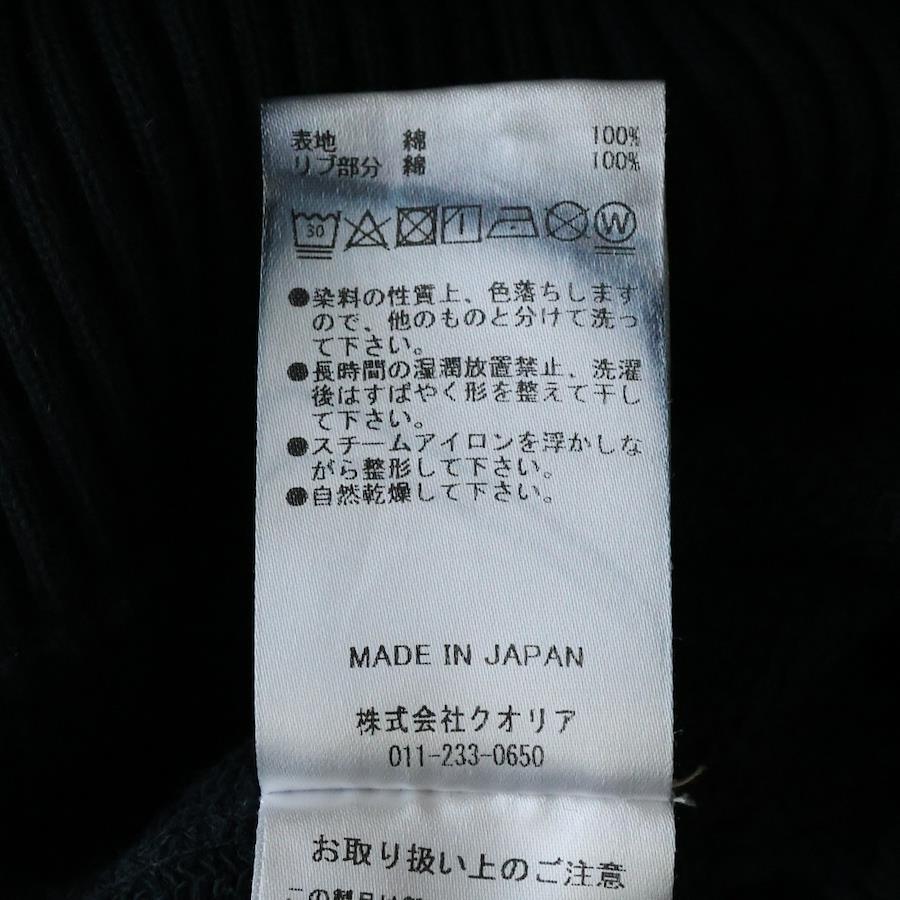 表地 綿 100%
リブ部分 綿 100%
30 W
●染料の性質上、色落ちします
ので、他のものと分けて洗っ
て下さい。
●長時間の湿潤放置禁止、洗濯
後はすばやく形を整えて干し
て下さい。
●スチームアイロンを浮かしな
がら整形して下さい。
●自然乾燥して下さい。
MADE IN JAPAN
株式会社クオリア
011-233-0650
お取り扱い上のご注意
この製品は